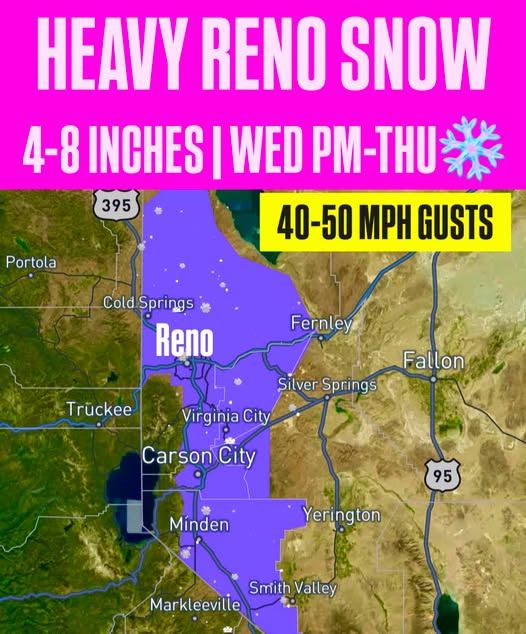 HEAVY RENO SNOW
4-8 INCHES | WED PM-THU
40-50 MPH GUSTS
395
Portola
Cold Springs
Reno
Fernley
Fallon
Silver Springs
Truckee
Virginia City
Carson City
95
Minden
Yerington
Smith Valley
Markleeville